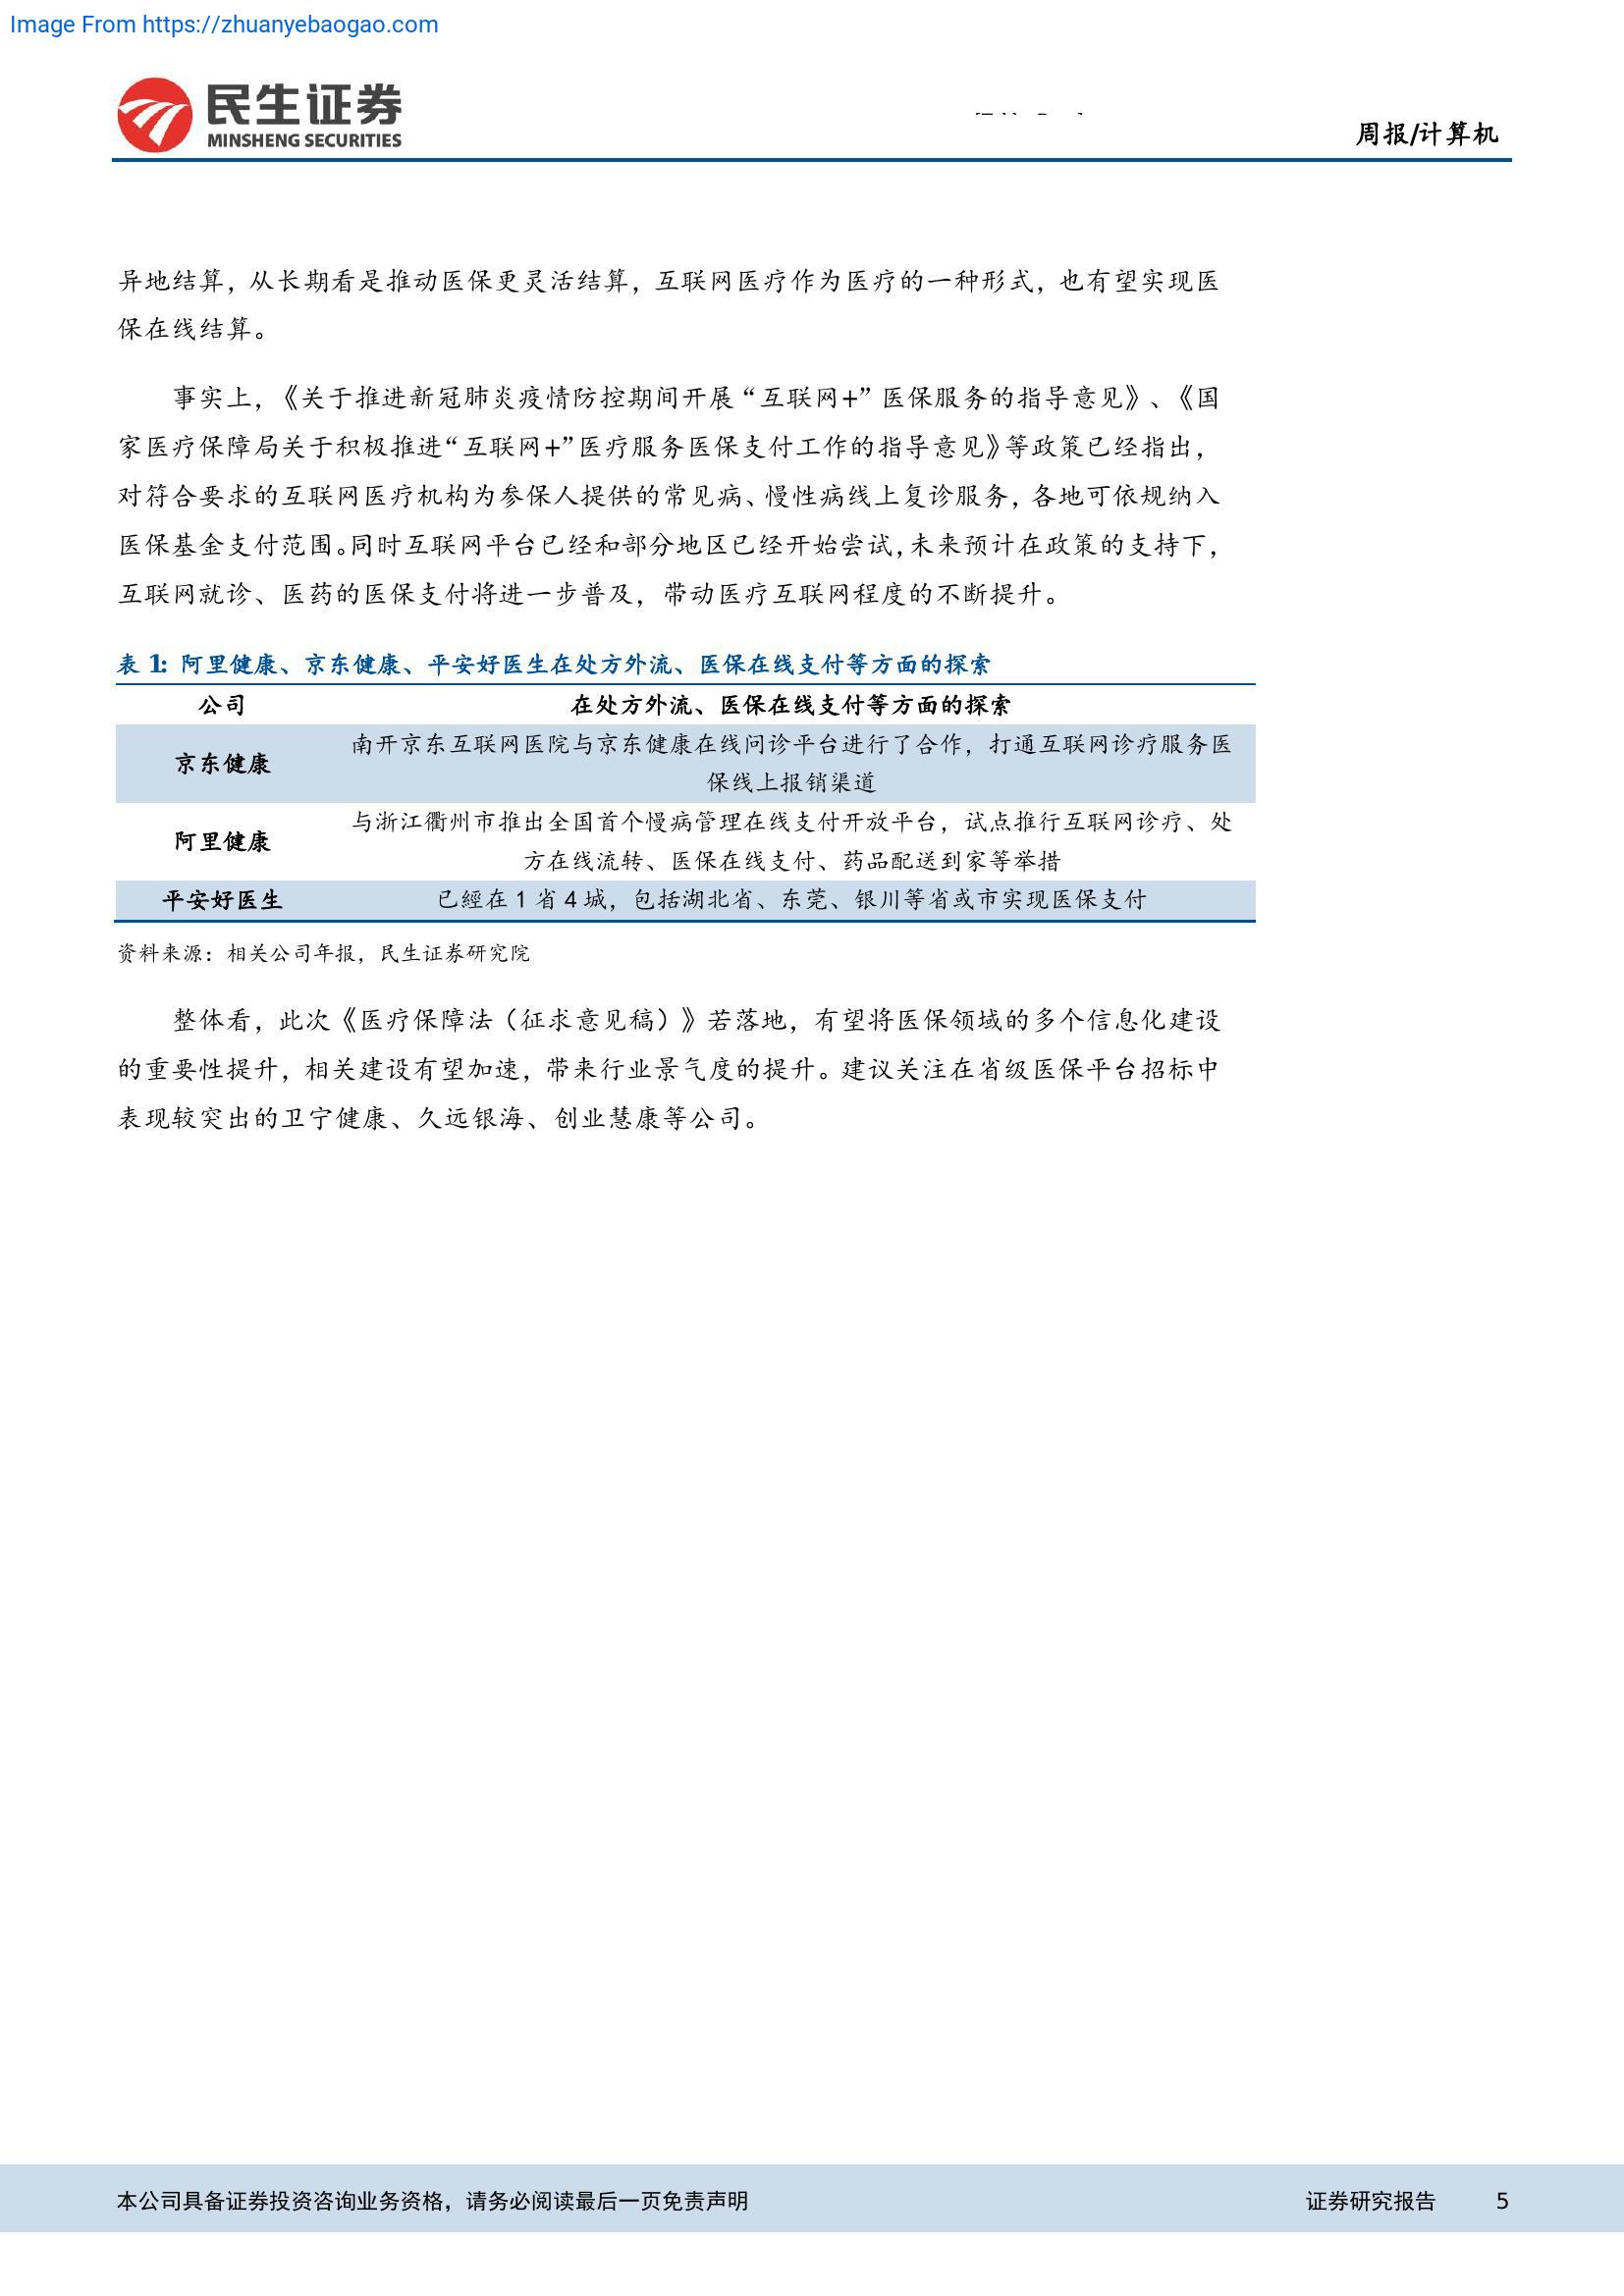 Image From https://zhuanyebaogao.com
民生证券
MINSHENG SECURITIES
周报/计算机
异地结算，从长期看是推动医保更灵活结算，互联网医疗作为医疗的一种形式，也有望实现医
保在线结算。
事实上，《关于推进新冠肺炎疫情防控期间开展“互联网+”医保服务的指导意见》、《国
家医疗保障局关于积极推进“互联网+”医疗服务医保支付工作的指导意见》等政策已经指出，
对符合要求的互联网医疗机构为参保人提供的常见病、慢性病线上复诊服务，各地可依规纳入
医保基金支付范围。同时互联网平台已经和部分地区已经开始尝试，未来预计在政策的支持下，
互联网就诊、医药的医保支付将进一步普及，带动医疗互联网程度的不断提升。
表 1：阿里健康、京东健康、平安好医生在处方外流、医保在线支付等方面的探索
公司 在处方外流、医保在线支付等方面的探索
京东健康 南开京东互联网医院与京东健康在线问诊平台进行了合作，打通互联网诊疗服务医
保线上报销渠道
阿里健康 与浙江衢州市推出全国首个慢病管理在线支付开放平台，试点推行互联网诊疗、处
方在线流转、医保在线支付、药品配送到家等举措
平安好医生 已經在 1 省 4 城，包括湖北省、东莞、银川等省或市实现医保支付
资料来源：相关公司年报，民生证券研究院
整体看，此次《医疗保障法（征求意见稿）》若落地，有望将医保领域的多个信息化建设
的重要性提升，相关建设有望加速，带来行业景气度的提升。建议关注在省级医保平台招标中
表现较突出的卫宁健康、久远银海、创业慧康等公司。
本公司具备证券投资咨询业务资格，请务必阅读最后一页免责声明 证券研究报告 5